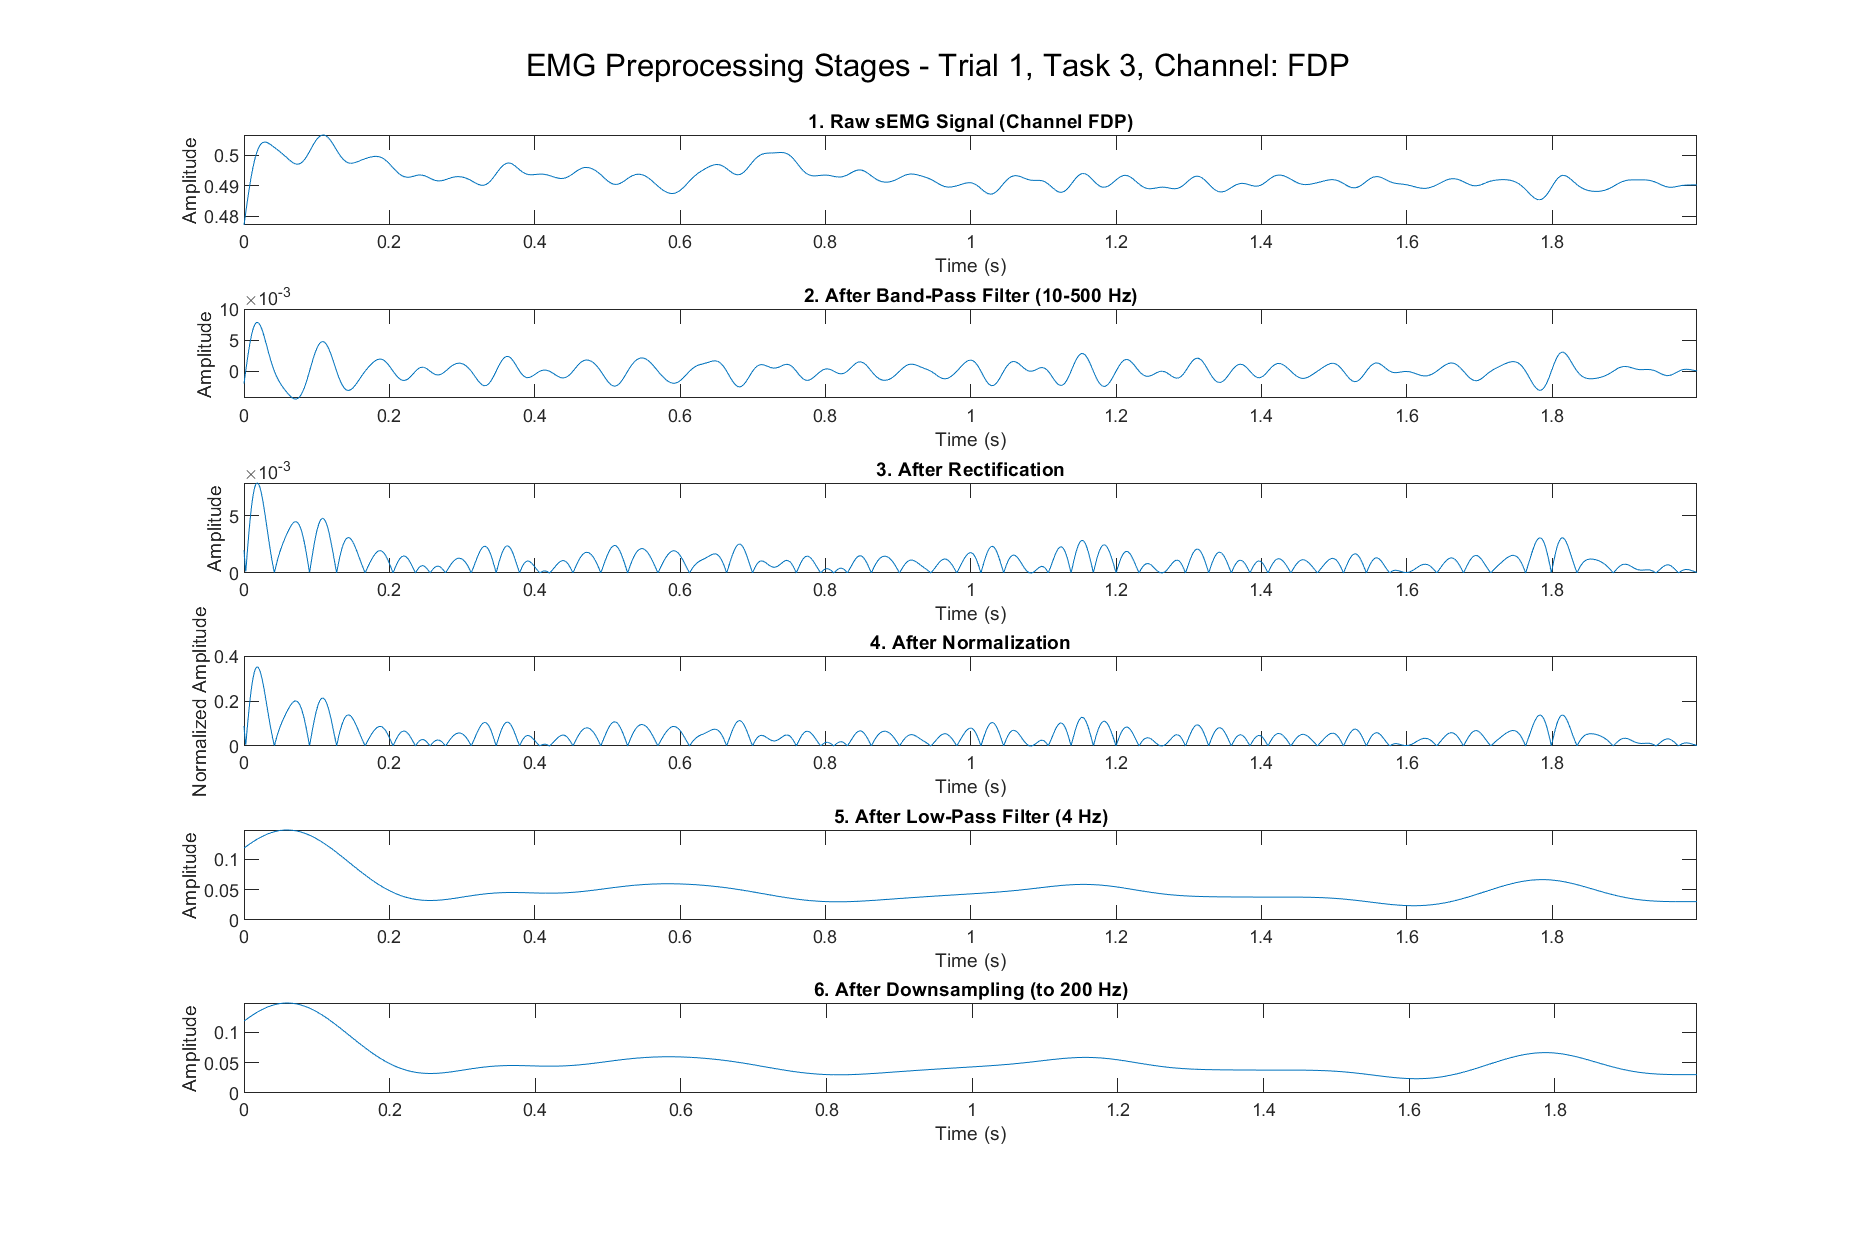 EMG Preprocessing Stages - Trial 1, Task 3, Channel: FDP
1. Raw sEMG Signal (Channel FDP)
Amplitude
0.5
0.49
0.48
0 0.2 0.4 0.6 0.8 1 1.2 1.4 1.6 1.8
Time (s)
2. After Band-Pass Filter (10-500 Hz)
×10-3
Amplitude
10
5
0
0 0.2 0.4 0.6 0.8 1 1.2 1.4 1.6 1.8
Time (s)
3. After Rectification
×10-3
Amplitude
5
0
0 0.2 0.4 0.6 0.8 1 1.2 1.4 1.6 1.8
Time (s)
4. After Normalization
Normalized Amplitude
0.4
0.2
0
0 0.2 0.4 0.6 0.8 1 1.2 1.4 1.6 1.8
Time (s)
5. After Low-Pass Filter (4 Hz)
Amplitude
0.1
0.05
0
0 0.2 0.4 0.6 0.8 1 1.2 1.4 1.6 1.8
Time (s)
6. After Downsampling (to 200 Hz)
Amplitude
0.1
0.05
0
0 0.2 0.4 0.6 0.8 1 1.2 1.4 1.6 1.8
Time (s)